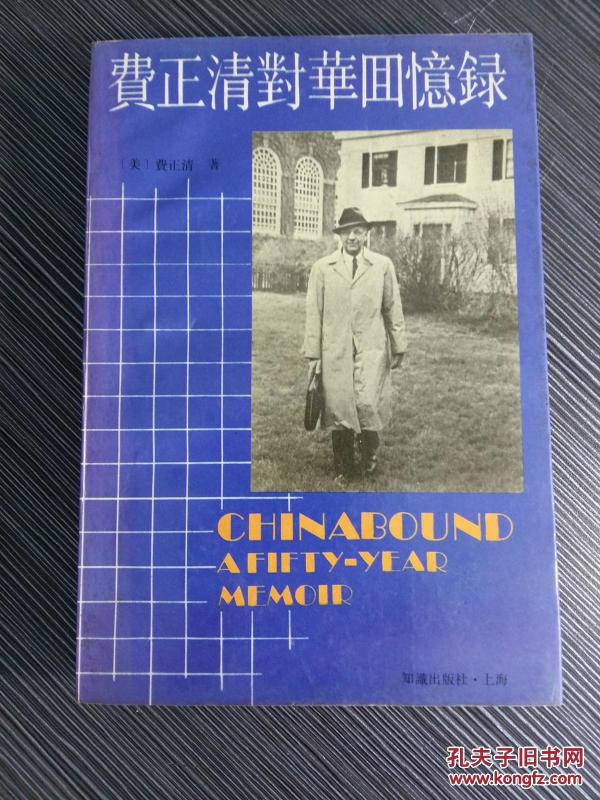 費正清對華回憶録
〔美〕費正清 著
CHINABOUND
A FIFTY-YEAR
MEMOIR
知識出版社·上海
孔夫子旧书网
www.kongfz.com